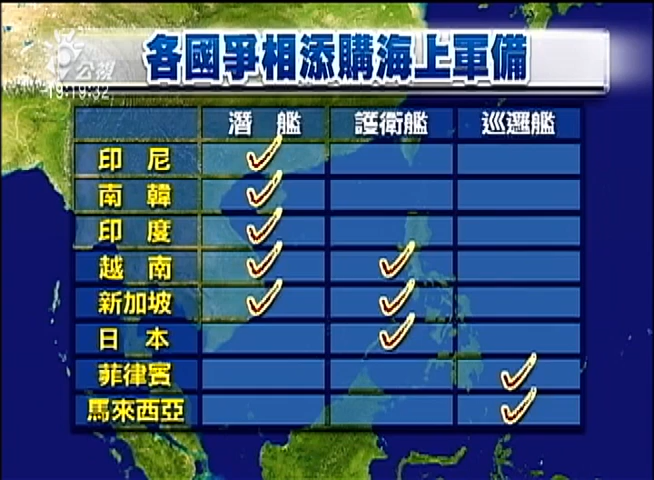 各國爭相添購海上軍備
公視
19:19:32
潛艦 護衛艦 巡邏艦
印尼
南韓
印度
越南
新加坡
日本
菲律賓
馬來西亞